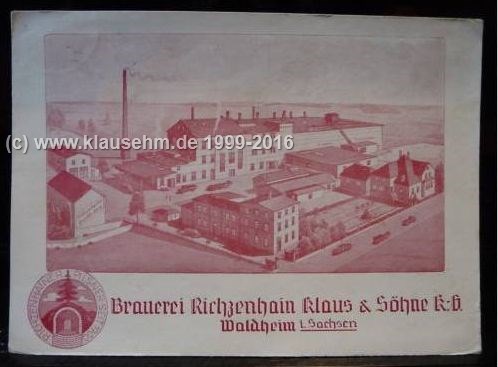 (c) www.klausehm.de 1999-2016
Brauerei Richzenhain Klaus & Söhne K.-G.
Waldheim i. Sachsen